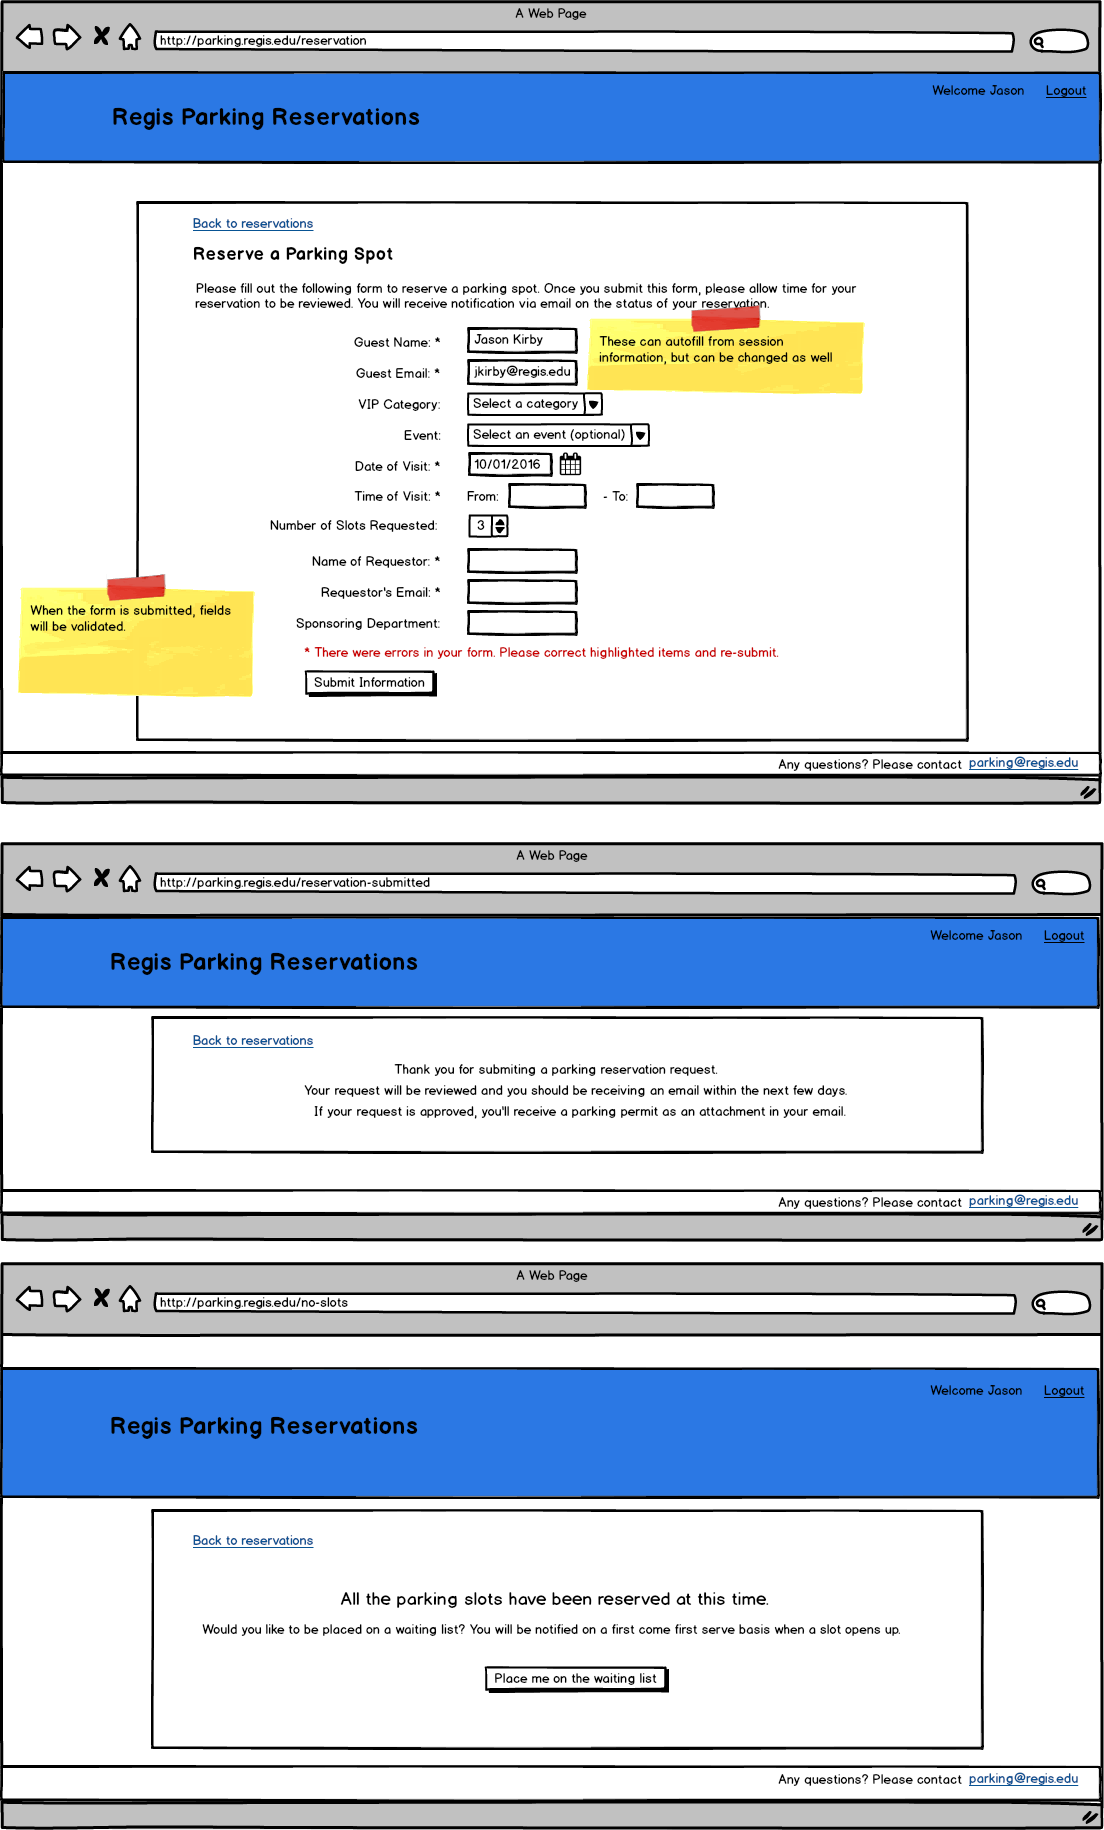 A Web Page
http://parking.regis.edu/reservation
Welcome Jason Logout
Regis Parking Reservations
Back to reservations
Reserve a Parking Spot
Please fill out the following form to reserve a parking spot. Once you submit this form, please allow time for your
reservation to be reviewed. You will receive notification via email on the status of your reservation.
Guest Name: * Jason Kirby
These can autofill from session
information, but can be changed as well
Guest Email: * jkirby@regis.edu
VIP Category: Select a category
Event: Select an event (optional)
Date of Visit: * 10/01/2016
Time of Visit: * From: - To:
Number of Slots Requested: 3
Name of Requestor: *
Requestor's Email: *
Sponsoring Department:
When the form is submitted, fields
will be validated.
* There were errors in your form. Please correct highlighted items and re-submit.
Submit Information
Any questions? Please contact parking@regis.edu
A Web Page
http://parking.regis.edu/reservation-submitted
Welcome Jason Logout
Regis Parking Reservations
Back to reservations
Thank you for submiting a parking reservation request.
Your request will be reviewed and you should be receiving an email within the next few days.
If your request is approved, you'll receive a parking permit as an attachment in your email.
Any questions? Please contact parking@regis.edu
A Web Page
http://parking.regis.edu/no-slots
Welcome Jason Logout
Regis Parking Reservations
Back to reservations
All the parking slots have been reserved at this time.
Would you like to be placed on a waiting list? You will be notified on a first come first serve basis when a slot opens up.
Place me on the waiting list
Any questions? Please contact parking@regis.edu